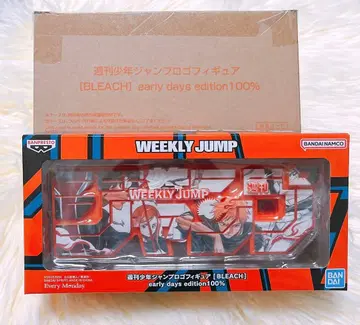 週刊少年ジャンプロゴフィギュア
【BLEACH】early days edition100%
BANPRESTO
WEEKLY JUMP
BANDAI NAMCO
WEEKLY JUMP
週刊
Every Monday
週刊少年ジャンプロゴフィギュア【BLEACH】
early days edition100%
BANDAI